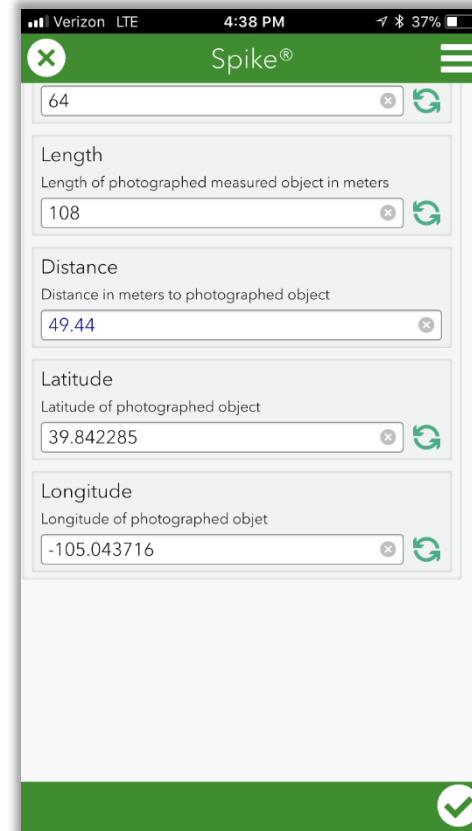 Verizon LTE 4:38 PM 37%
Spike®
64
Length
Length of photographed measured object in meters
108
Distance
Distance in meters to photographed object
49.44
Latitude
Latitude of photographed object
39.842285
Longitude
Longitude of photographed objet
-105.043716